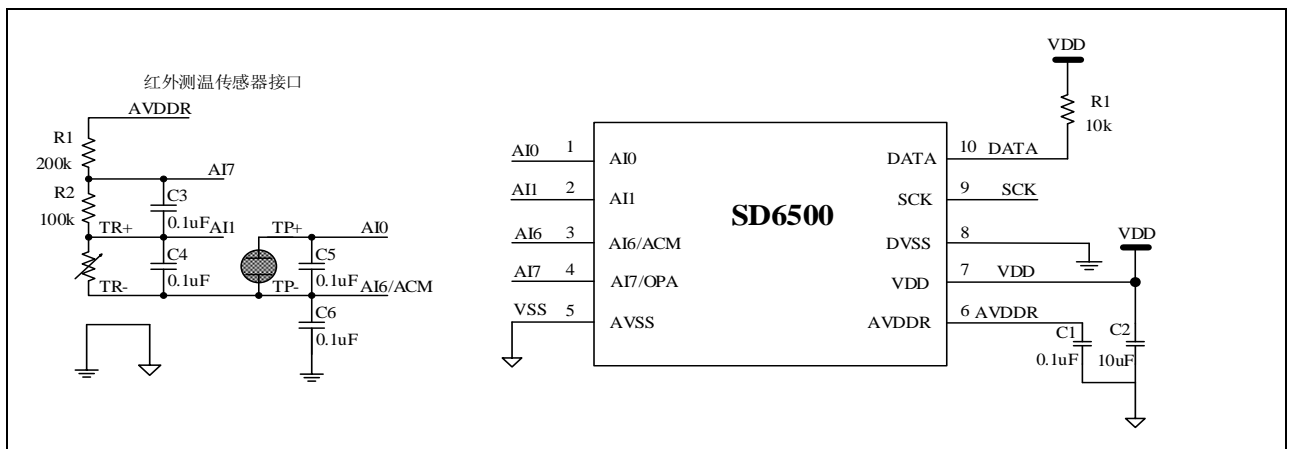 红外测温传感器接口
AVDDR
R1
200k
AI7
R2
100k
C3
0.1uF
TR+
AI1
C4
0.1uF
TR-
TP+
AI0
C5
0.1uF
TP-
AI6/ACM
C6
0.1uF
AI0 1 AI0
AI1 2 AI1
AI6 3 AI6/ACM
AI7 4 AI7/OPA
VSS 5 AVSS
SD6500
VDD
R1
10k
DATA 10 DATA
SCK 9 SCK
DVSS 8
VDD
VDD 7 VDD
AVDDR 6 AVDDR
C1
0.1uF
C2
10uF